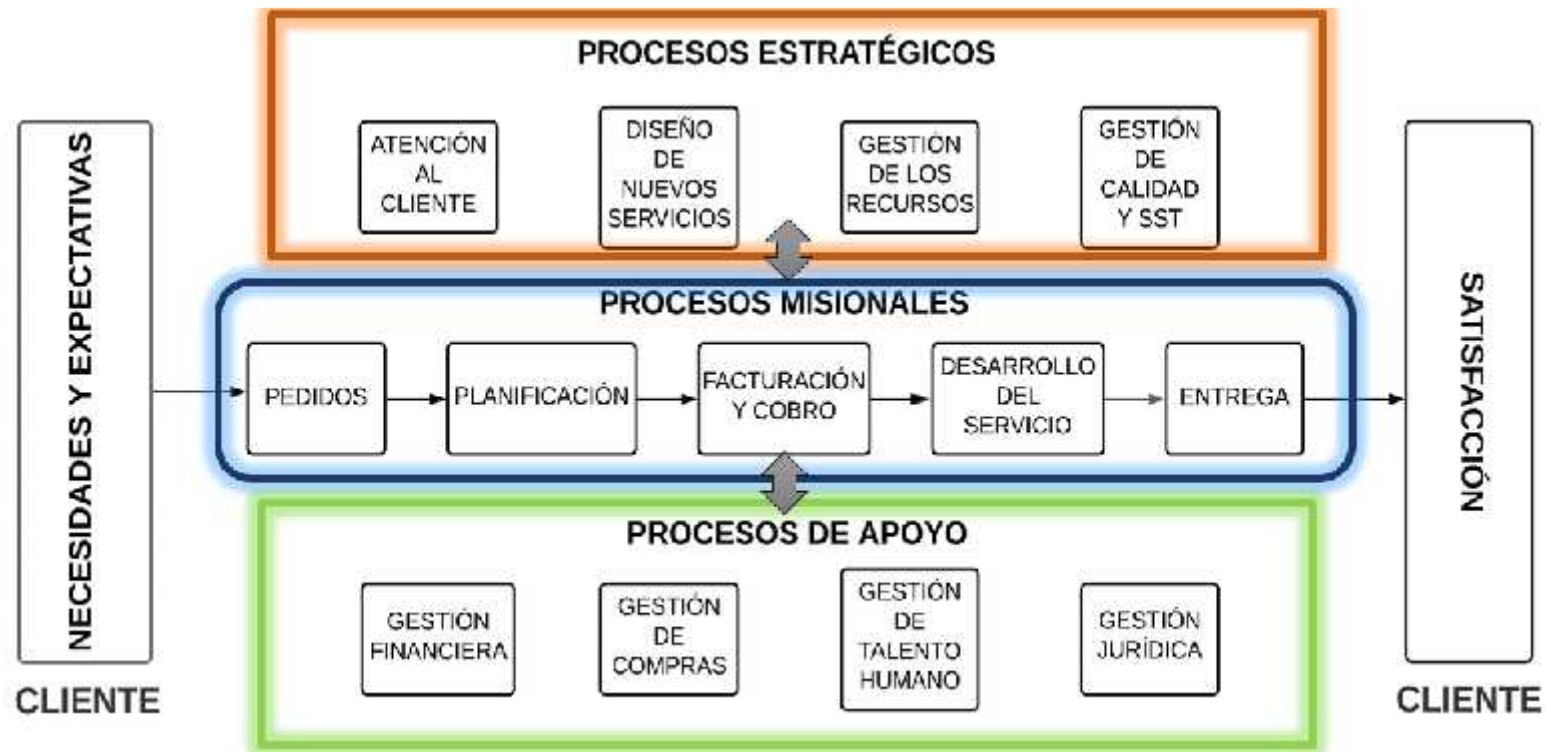 PROCESOS ESTRATÉGICOS
ATENCIÓN
AL
CLIENTE
DISEÑO
DE
NUEVOS
SERVICIOS
GESTIÓN
DE LOS
RECURSOS
GESTIÓN
DE
CALIDAD
Y SST
NECESIDADES Y EXPECTATIVAS
CLIENTE
PROCESOS MISIONALES
PEDIDOS
PLANIFICACIÓN
FACTURACIÓN
Y COBRO
DESARROLLO
DEL
SERVICIO
ENTREGA
SATISFACCIÓN
CLIENTE
PROCESOS DE APOYO
GESTIÓN
FINANCIERA
GESTIÓN
DE
COMPRAS
GESTIÓN
DE
TALENTO
HUMANO
GESTIÓN
JURÍDICA